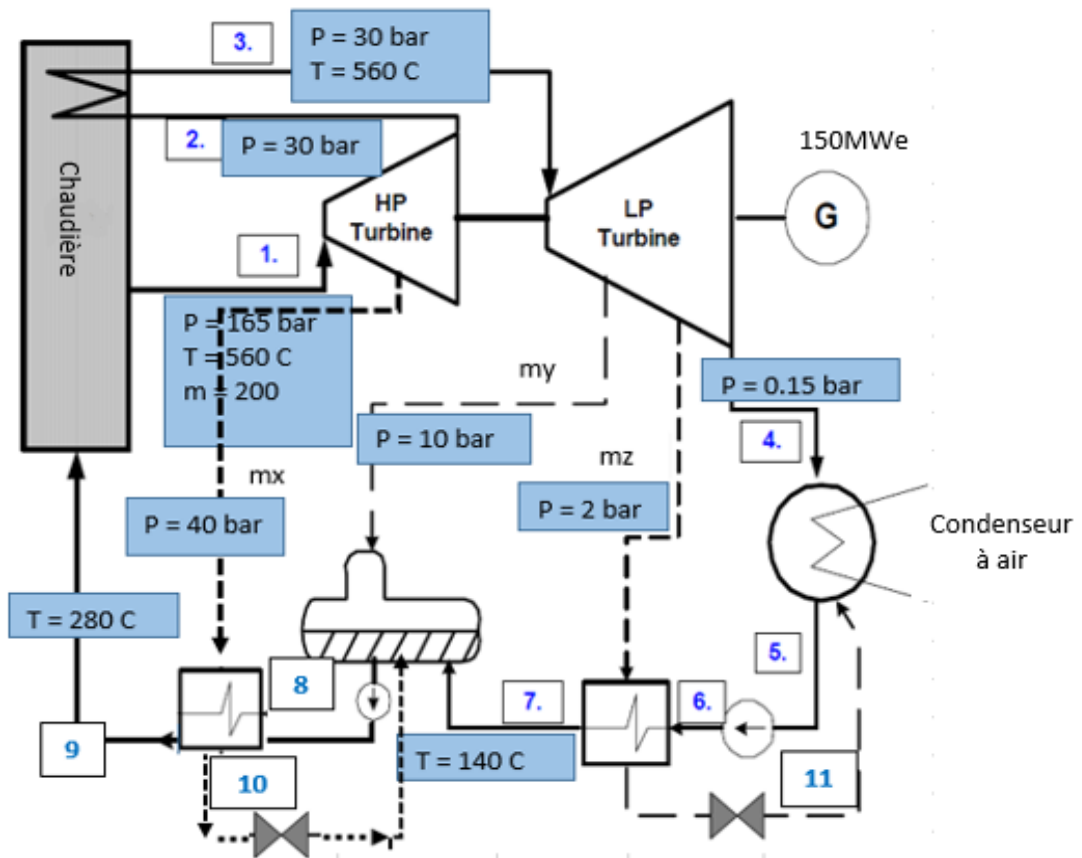 3.
P = 30 bar
T = 560 C
2.
P = 30 bar
150MWe
Chaudière
HP
Turbine
LP
Turbine
G
1.
P = 165 bar
T = 560 C
m = 200
my
P = 0.15 bar
P = 10 bar
4.
mx
mz
P = 40 bar
P = 2 bar
Condenseur
à air
T = 280 C
8
5.
7.
6.
9
T = 140 C
10
11